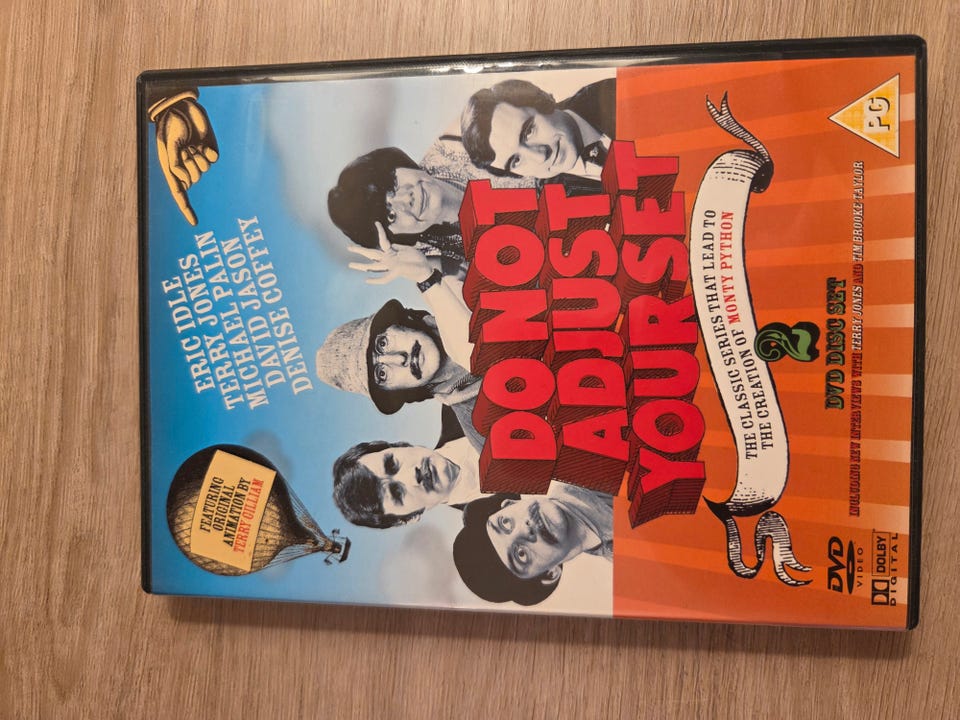 ERIC IDLE
TERRY JONES
TERRY PALIN
MICHAEL JASON
DAVID JASON
DENISE COFFEY
FEATURING
ORIGINAL
ANIMATION BY
TERRY GILLIAM
DO NOT
ADJUST
YOUR SET
THE CLASSIC SERIES THAT LEAD TO
THE CREATION OF MONTY PYTHON
2
DVD DISC SET
INCLUDING NEW INTERVIEWS WITH TERRY JONES AND TIM BROOKE TAYLOR
DVD
VIDEO
DOLBY
DIGITAL
PG